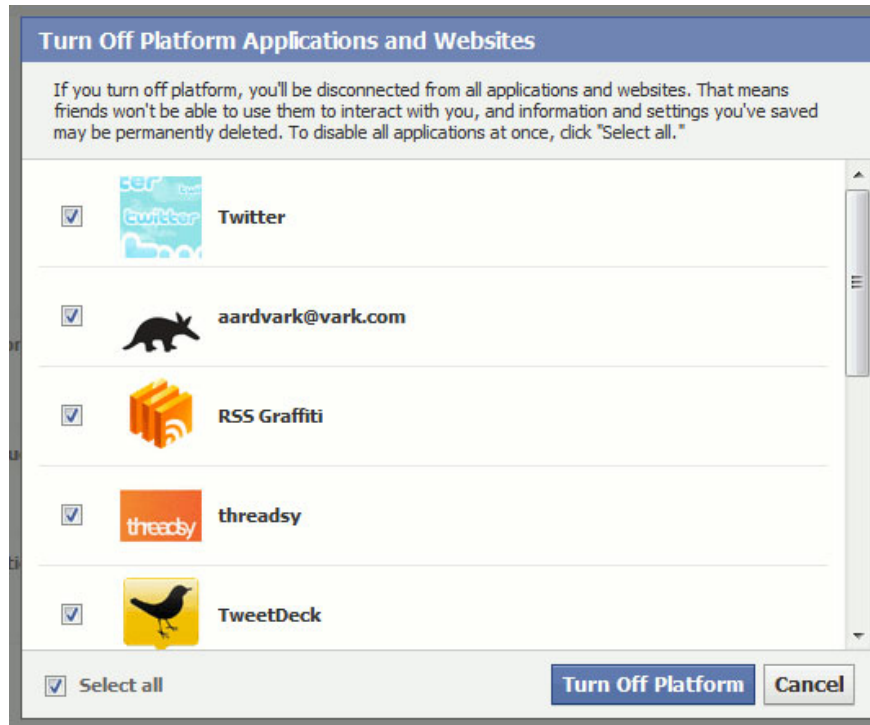 Turn Off Platform Applications and Websites
If you turn off platform, you'll be disconnected from all applications and websites. That means
friends won't be able to use them to interact with you, and information and settings you've saved
may be permanently deleted. To disable all applications at once, click "Select all."
twitter
Twitter
aardvark@vark.com
RSS Graffiti
threadsy
threadsy
TweetDeck
Select all
Turn Off Platform
Cancel